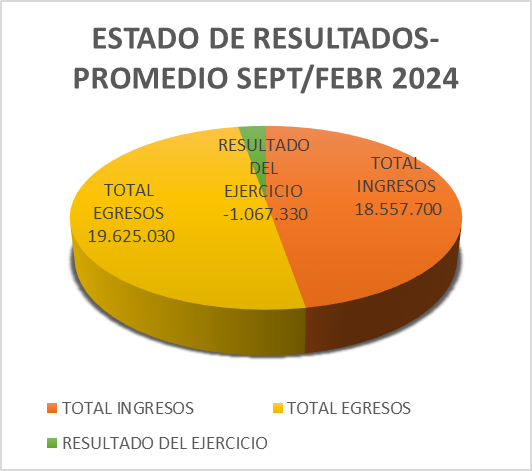 ESTADO DE RESULTADOS-
PROMEDIO SEPT/FEBR 2024
RESULTADO
DEL
EJERCICIO
-1.067.330
TOTAL
INGRESOS
18.557.700
TOTAL
EGRESOS
19.625.030
TOTAL INGRESOS
TOTAL EGRESOS
RESULTADO DEL EJERCICIO